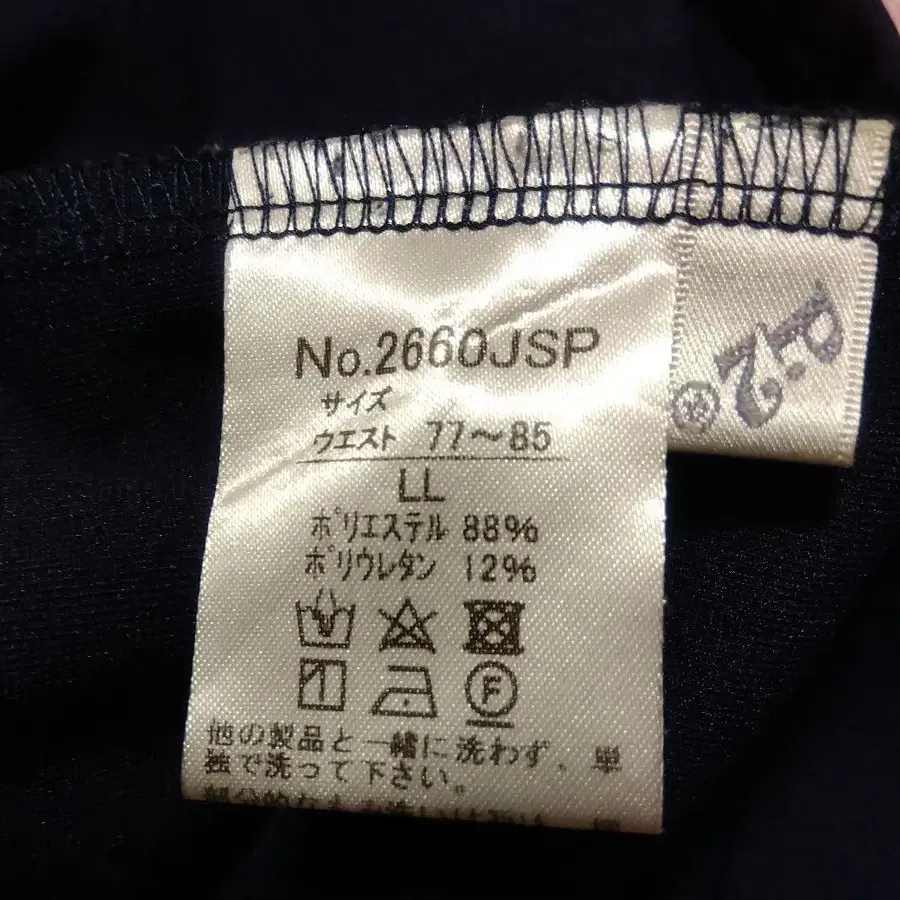 No.2660JSP
サイズ
ウエスト 77～85
LL
ポリエステル 88%
ポリウレタン 12%
F
他の製品と一緒に洗わず、単
独で洗って下さい。
P:2®